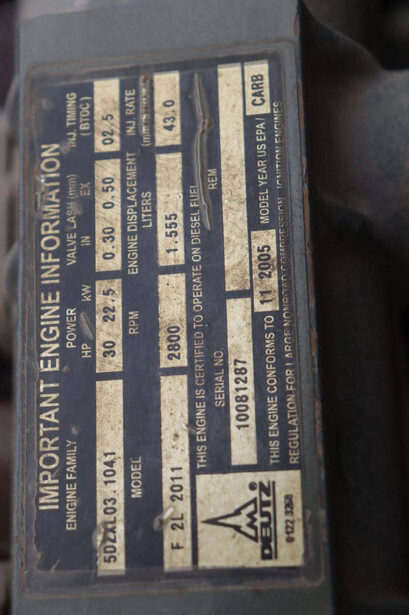 IMPORTANT ENGINE INFORMATION
ENIGINE FAMILY POWER VALVE LASH (mm) INJ. TIMING
HP kW IN EX (BTDC)
5DZXL03.1041 30 22.5 0.30 0.50 02.5
MODEL RPM ENGINE DISPLACEMENT INJ. RATE
LITERS
F 2L 2011 2800 1.555 43.0
THIS ENGINE IS CERTIFIED TO OPERATE ON DIESEL FUEL
SERIAL NO. REM
10081287
THIS ENGINE CONFORMS TO 11 2005 MODEL YEAR US EPA/ CARB
REGULATION FOR LARGE NONROAD COMPRESSION - IGNITION ENGINES
DEUTZ
0122 3258